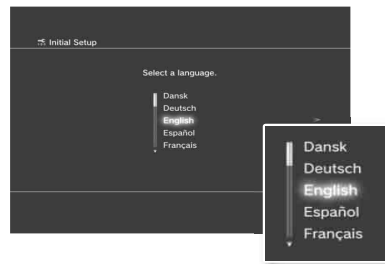 Initial Setup
Select a language.
Dansk
Deutsch
English
Español
Français
Dansk
Deutsch
English
Español
Français